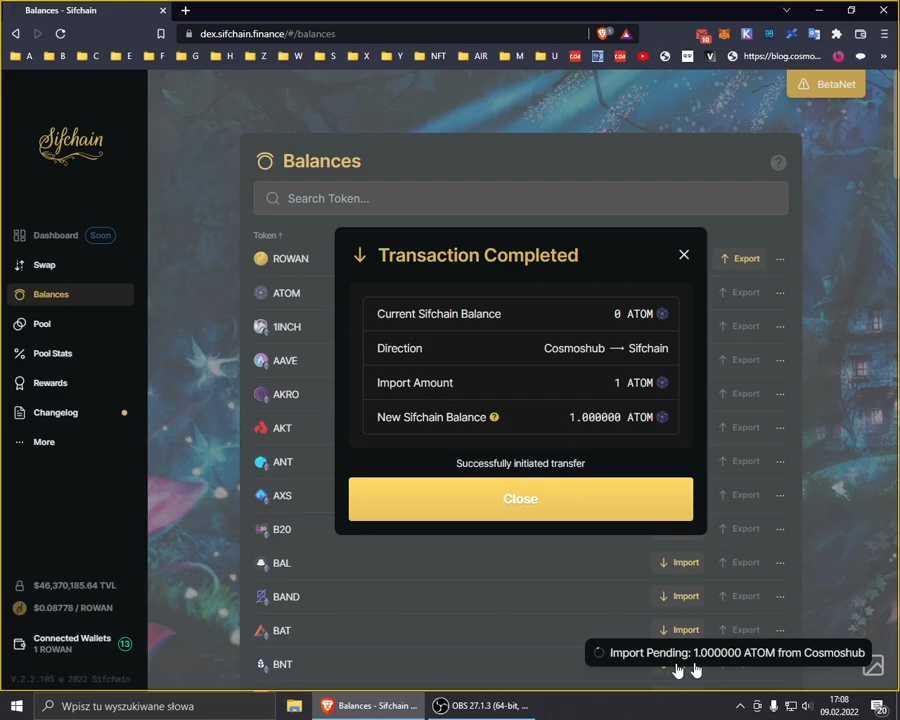 Balances - Sifchain
dex.sifchain.finance/#/balances
10
A B C E F G H Z S X Y NFT AIR M U https://blog.cosmo...
BetaNet
Sifchain
Balances
Search Token...
Token ↑
Dashboard Soon
Swap
Balances
Pool
Pool Stats
Rewards
Changelog
More
ROWAN Export
ATOM Export
1INCH Export
AAVE Export
AKRO Export
AKT Export
ANT Export
AXS Export
B20 Export
BAL Import Export
BAND Import Export
BAT Import Export
BNT
Transaction Completed
Current Sifchain Balance 0 ATOM
Direction Cosmoshub → Sifchain
Import Amount 1 ATOM
New Sifchain Balance 1.000000 ATOM
Successfully initiated transfer
Close
Import Pending: 1.000000 ATOM from Cosmoshub
$46,370,185.64 TVL
$0.08778 / ROWAN
Connected Wallets 13
1 ROWAN
V.2.2.105 © 2022 Sifchain
Wpisz tu wyszukiwane słowa
Balances - Sifchain ...
OBS 27.1.3 (64-bit, ...
17:08
09.02.2022
20